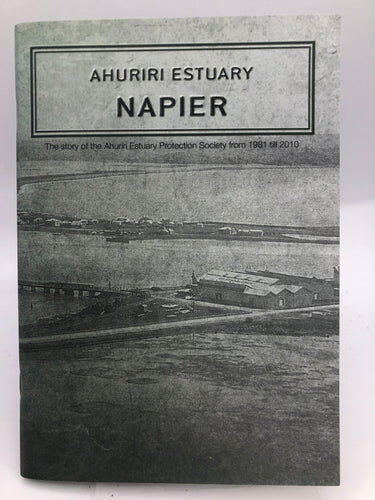 AHURIRI ESTUARY
NAPIER
The story of the Ahuriri Estuary Protection Society from 1981 till 2010